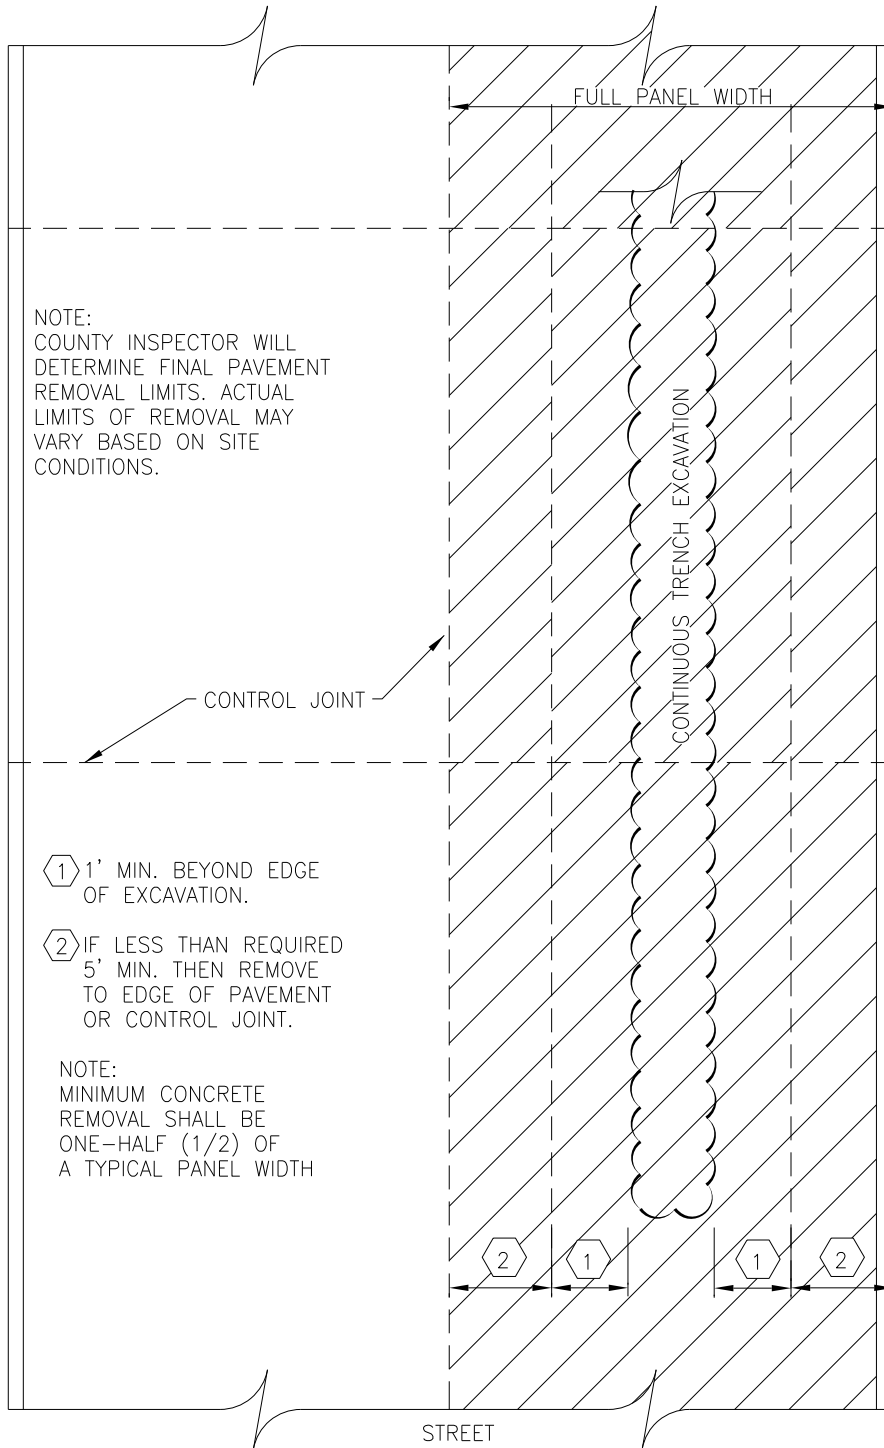 FULL PANEL WIDTH
NOTE:
COUNTY INSPECTOR WILL
DETERMINE FINAL PAVEMENT
REMOVAL LIMITS. ACTUAL
LIMITS OF REMOVAL MAY
VARY BASED ON SITE
CONDITIONS.
CONTINUOUS TRENCH EXCAVATION
CONTROL JOINT
1 1' MIN. BEYOND EDGE
OF EXCAVATION.
2 IF LESS THAN REQUIRED
5' MIN. THEN REMOVE
TO EDGE OF PAVEMENT
OR CONTROL JOINT.
NOTE:
MINIMUM CONCRETE
REMOVAL SHALL BE
ONE-HALF (1/2) OF
A TYPICAL PANEL WIDTH
2 1 1 2
STREET